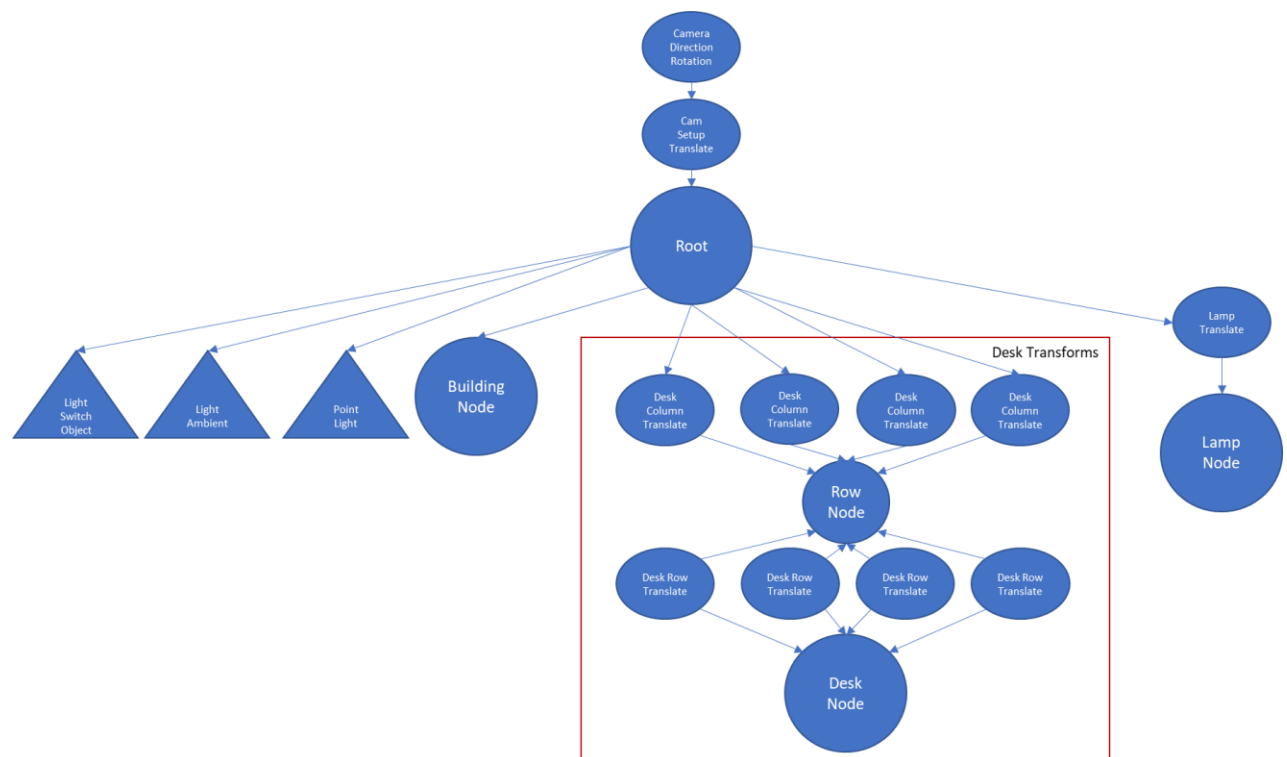 Camera
Direction
Rotation
Cam
Setup
Translate
Root
Lamp
Translate
Desk Transforms
Light
Switch
Object
Light
Ambient
Point
Light
Building
Node
Desk
Column
Translate
Desk
Column
Translate
Desk
Column
Translate
Desk
Column
Translate
Lamp
Node
Row
Node
Desk Row
Translate
Desk Row
Translate
Desk Row
Translate
Desk Row
Translate
Desk
Node